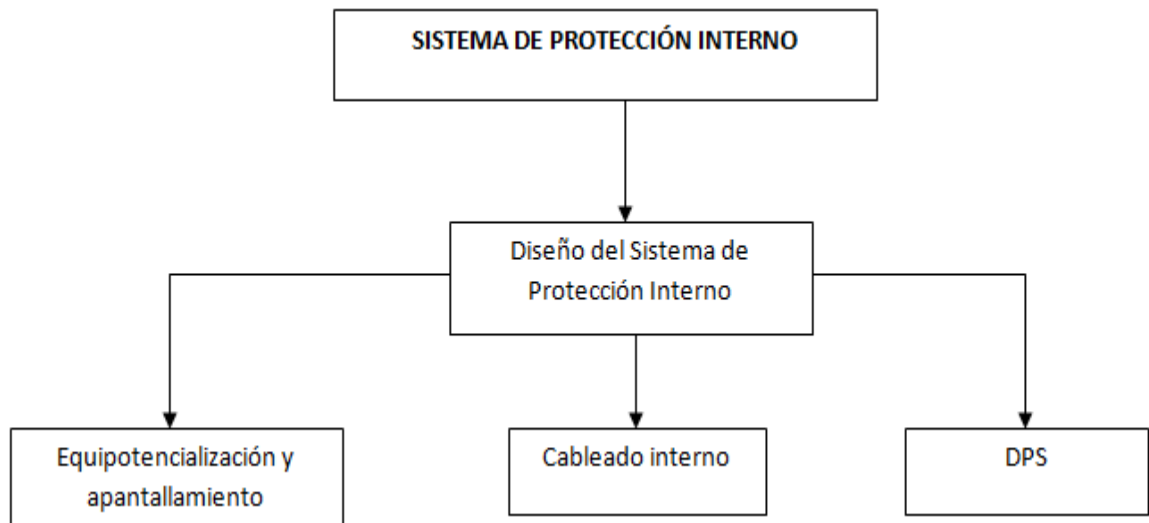 SISTEMA DE PROTECCIÓN INTERNO
Diseño del Sistema de
Protección Interno
Equipotencialización y
apantallamiento
Cableado interno
DPS